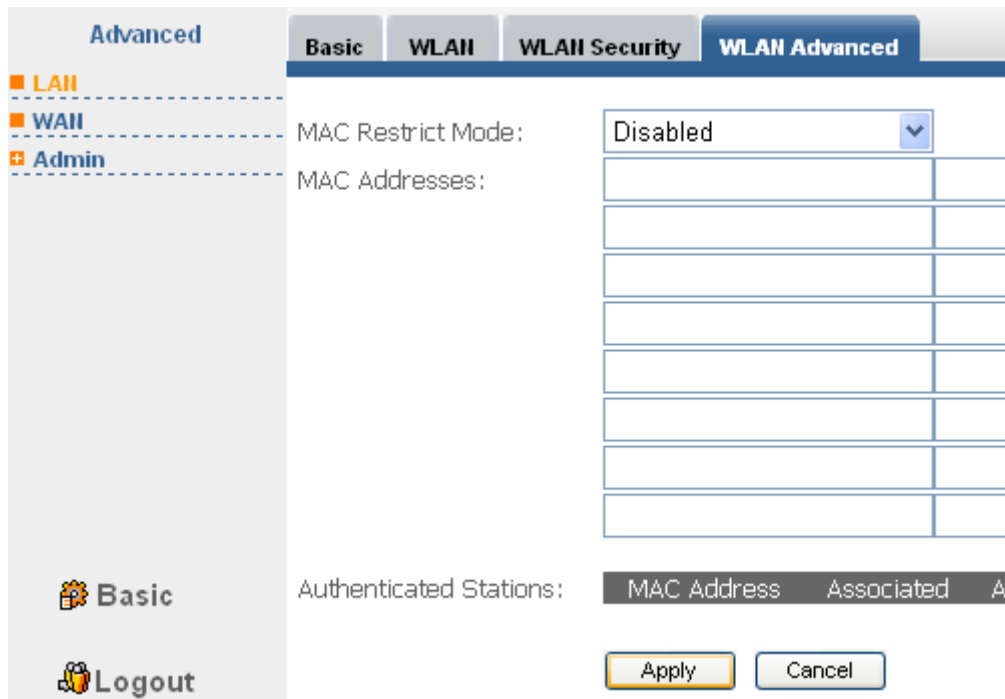 Advanced
LAN
WAN
Admin
Basic
Logout
Basic WLAN WLAN Security WLAN Advanced
MAC Restrict Mode: Disabled
MAC Addresses:
Authenticated Stations: MAC Address Associated
Apply Cancel